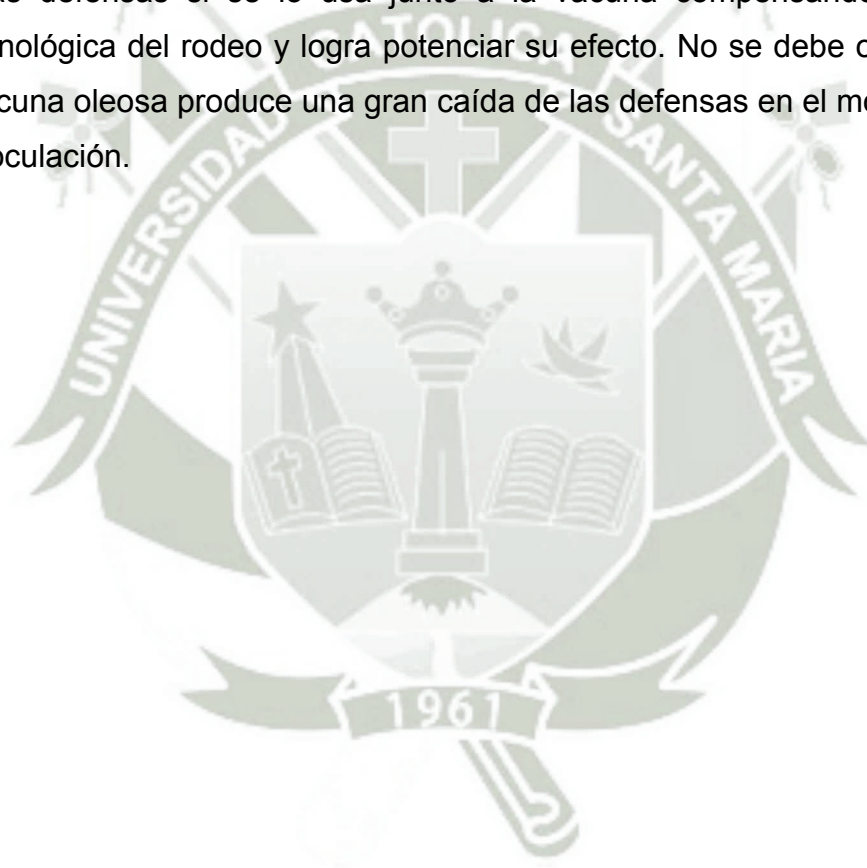 defensas si se lo usa junto a la vacuna compensando
nológica del rodeo y logra potenciar su efecto. No se debe
cuna oleosa produce una gran caída de las defensas en el
oculación.
UNIVERSIDAD CATOLICA SANTA MARIA
1961